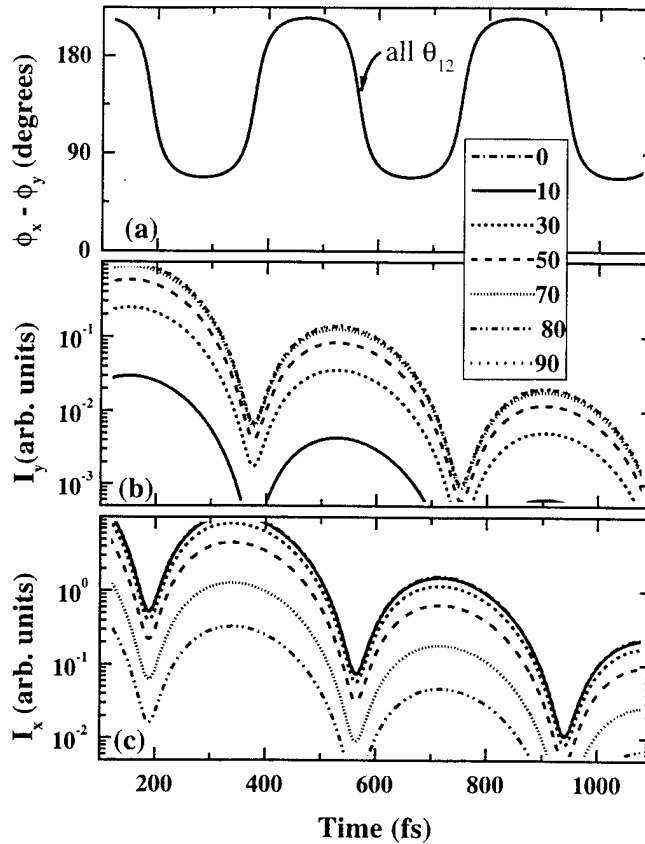 180
90
0
ϕx - ϕy (degrees)
all θ12
(a)
0
10
30
50
70
80
90
10-1
10-2
10-3
Iy (arb. units)
(b)
100
10-1
10-2
Ix (arb. units)
(c)
200 400 600 800 1000
Time (fs)